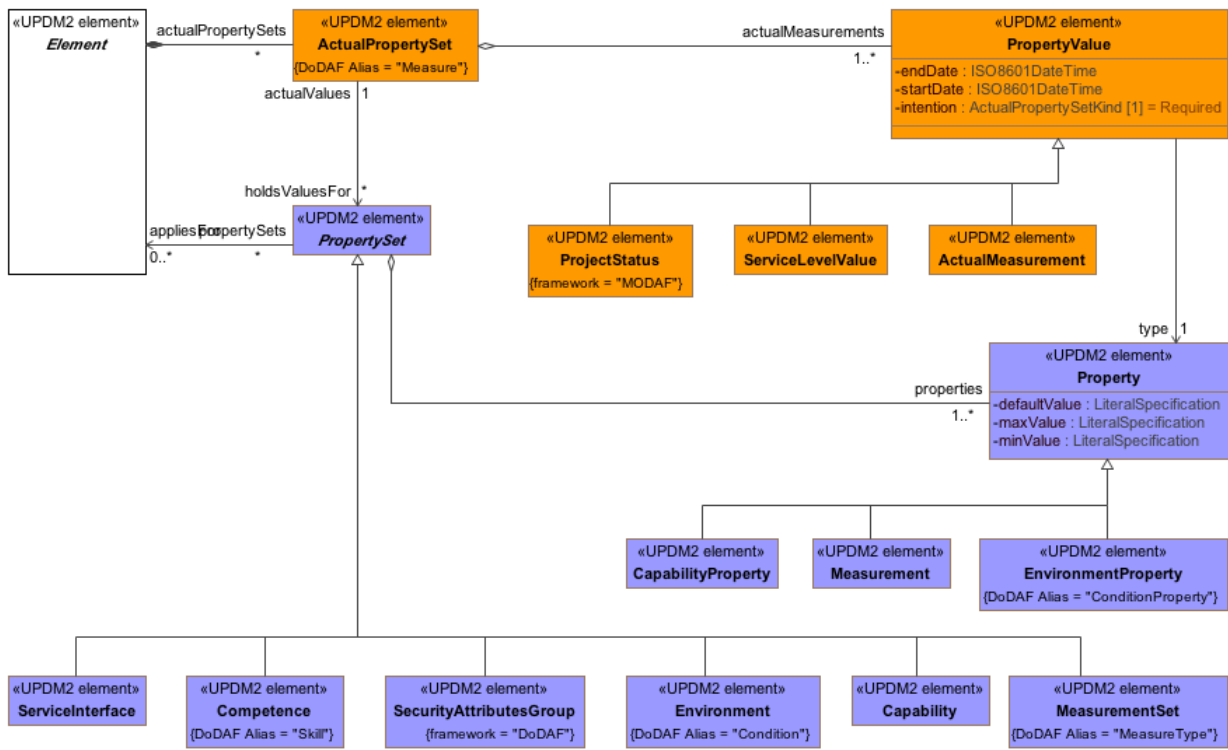 «UPDM2 element»
Element
actualPropertySets
*
«UPDM2 element»
ActualPropertySet
{DoDAF Alias = "Measure"}
actualMeasurements
1..*
«UPDM2 element»
PropertyValue
-endDate : ISO8601DateTime
-startDate : ISO8601DateTime
-intention : ActualPropertySetKind [1] = Required
actualValues
1
holdsValuesFor
*
appliesFor
PropertySets
0..*
*
«UPDM2 element»
PropertySet
«UPDM2 element»
ProjectStatus
{framework = "MODAF"}
«UPDM2 element»
ServiceLevelValue
«UPDM2 element»
ActualMeasurement
type
1
«UPDM2 element»
Property
-defaultValue : LiteralSpecification
-maxValue : LiteralSpecification
-minValue : LiteralSpecification
properties
1..*
«UPDM2 element»
CapabilityProperty
«UPDM2 element»
Measurement
«UPDM2 element»
EnvironmentProperty
{DoDAF Alias = "ConditionProperty"}
«UPDM2 element»
ServiceInterface
«UPDM2 element»
Competence
{DoDAF Alias = "Skill"}
«UPDM2 element»
SecurityAttributesGroup
{framework = "DoDAF"}
«UPDM2 element»
Environment
{DoDAF Alias = "Condition"}
«UPDM2 element»
Capability
«UPDM2 element»
MeasurementSet
{DoDAF Alias = "MeasureType"}